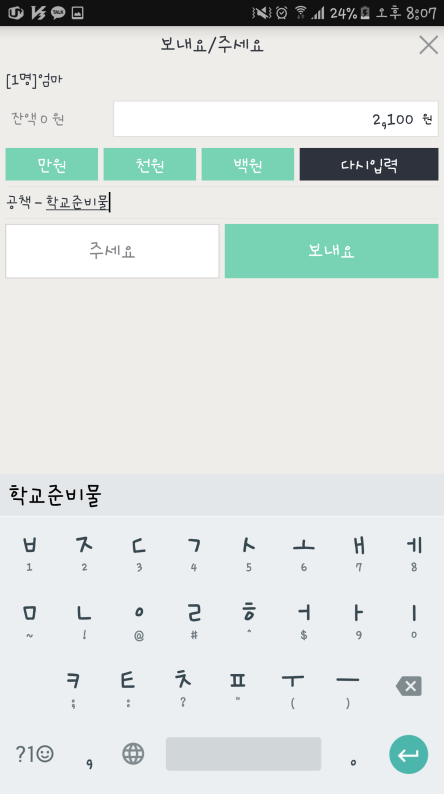 TALK 24% 오후 8:07
보내요/주세요
[1명]엄마
잔액 0 원 2,100 원
만원 천원 백원 다시입력
공책 - 학교준비물
주세요 보내요
학교준비물
ㅂ ㅈ ㄷ ㄱ ㅅ ㅗ ㅐ ㅔ
1 2 3 4 5 6 7 8
ㅁ ㄴ ㅇ ㄹ ㅎ ㅓ ㅏ ㅣ
~ ! @ # ^ $ 9 0
ㅋ ㅌ ㅊ ㅍ ㅜ ㅡ
; : ? " ( )
?1☺ , .